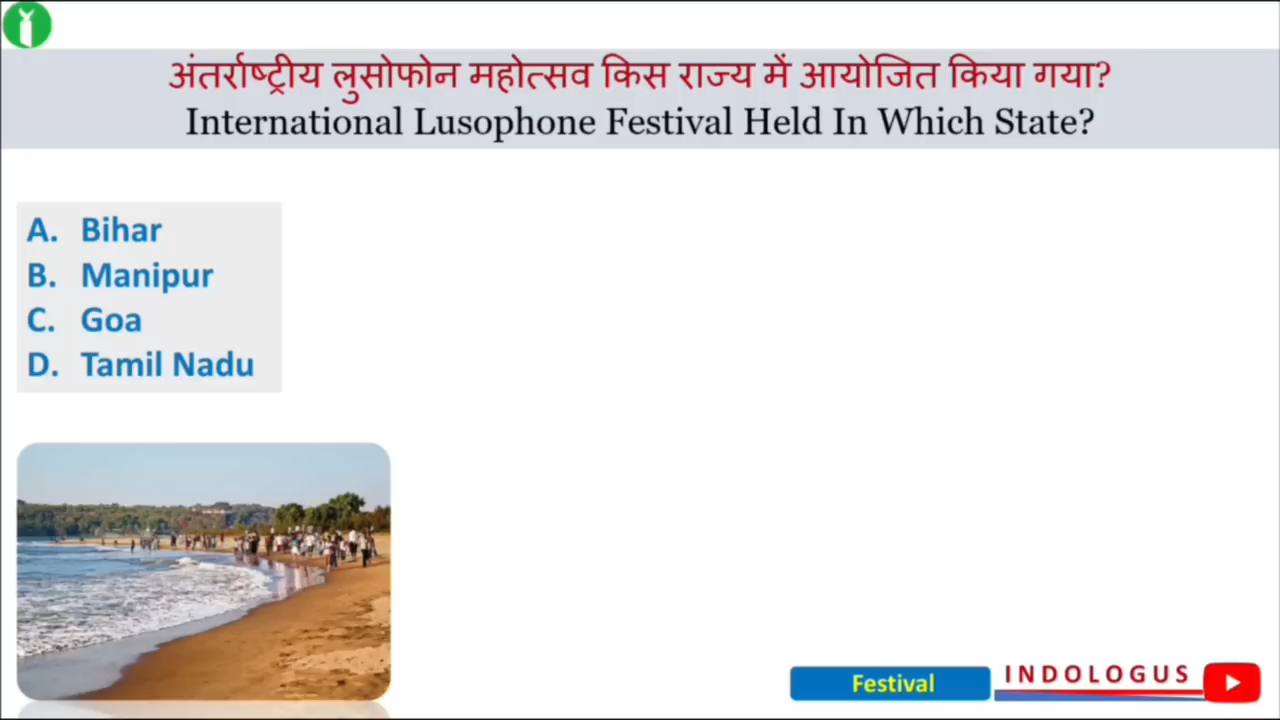 अंतर्राष्ट्रीय लुसोफोन महोत्सव किस राज्य में आयोजित किया गया?
International Lusophone Festival Held In Which State?
A. Bihar
B. Manipur
C. Goa
D. Tamil Nadu
Festival
INDOLOGUS